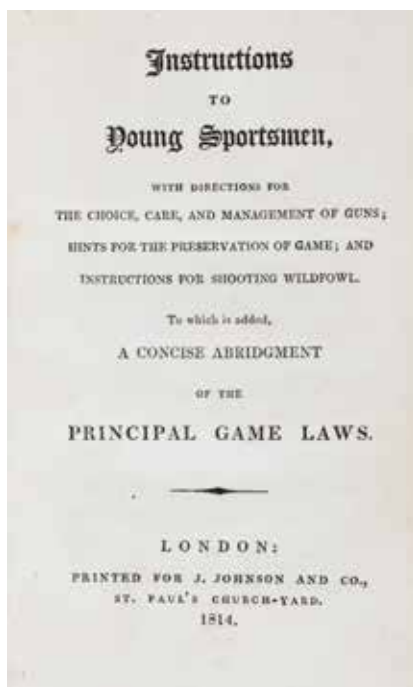 Instructions
TO
Young Sportsmen,
WITH DIRECTIONS FOR
THE CHOICE, CARE, AND MANAGEMENT OF GUNS;
HINTS FOR THE PRESERVATION OF GAME; AND
INSTRUCTIONS FOR SHOOTING WILDFOWL.
To which is added,
A CONCISE ABRIDGMENT
OF THE
PRINCIPAL GAME LAWS.
LONDON:
PRINTED FOR J. JOHNSON AND CO.,
ST. PAUL'S CHURCH-YARD.
1814.